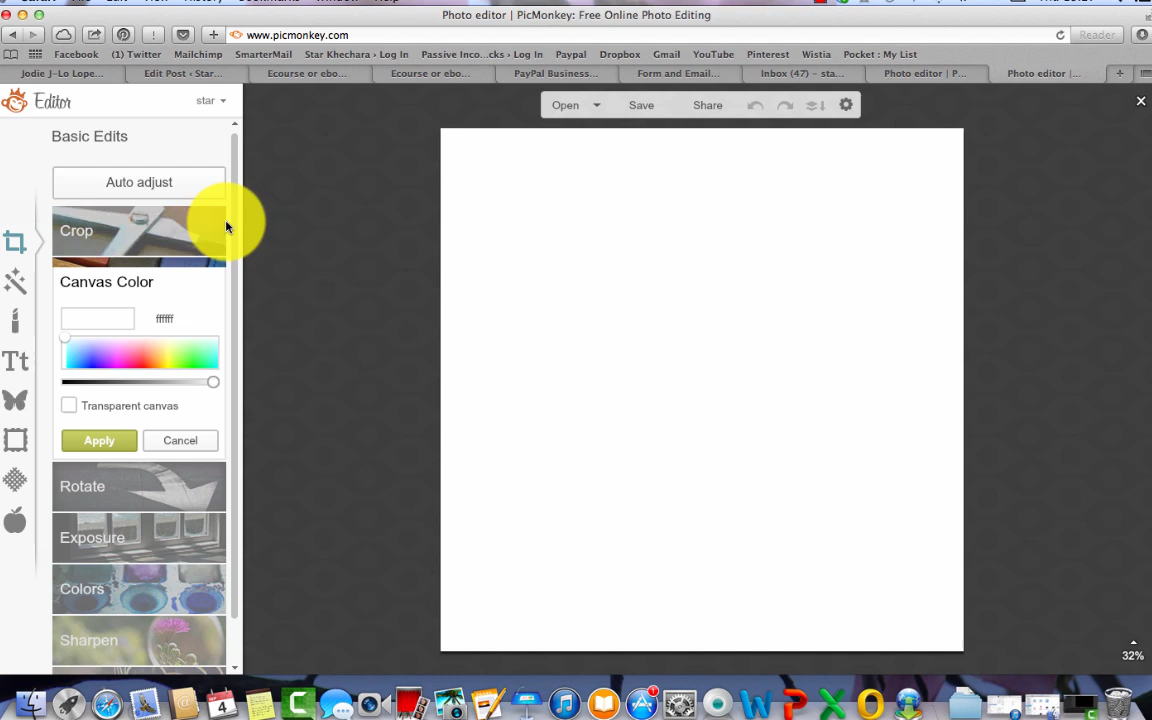 Photo editor | PicMonkey: Free Online Photo Editing
www.picmonkey.com
Reader
Facebook (1) Twitter Mailchimp SmarterMail Star Khechara › Log In Passive Inco...cks › Log In Paypal Dropbox Gmail YouTube Pinterest Wistia Pocket : My List
Jodie J–Lo Lope... Edit Post ‹ Star... Ecourse or ebo... Ecourse or ebo... PayPal Business... Form and Email... Inbox (47) – sta... Photo editor | P... Photo editor |...
Editor
star
Open Save Share
Basic Edits
Auto adjust
Crop
Canvas Color
ffffff
Transparent canvas
Apply Cancel
Rotate
Exposure
Colors
Sharpen
32%
SEP
4
1